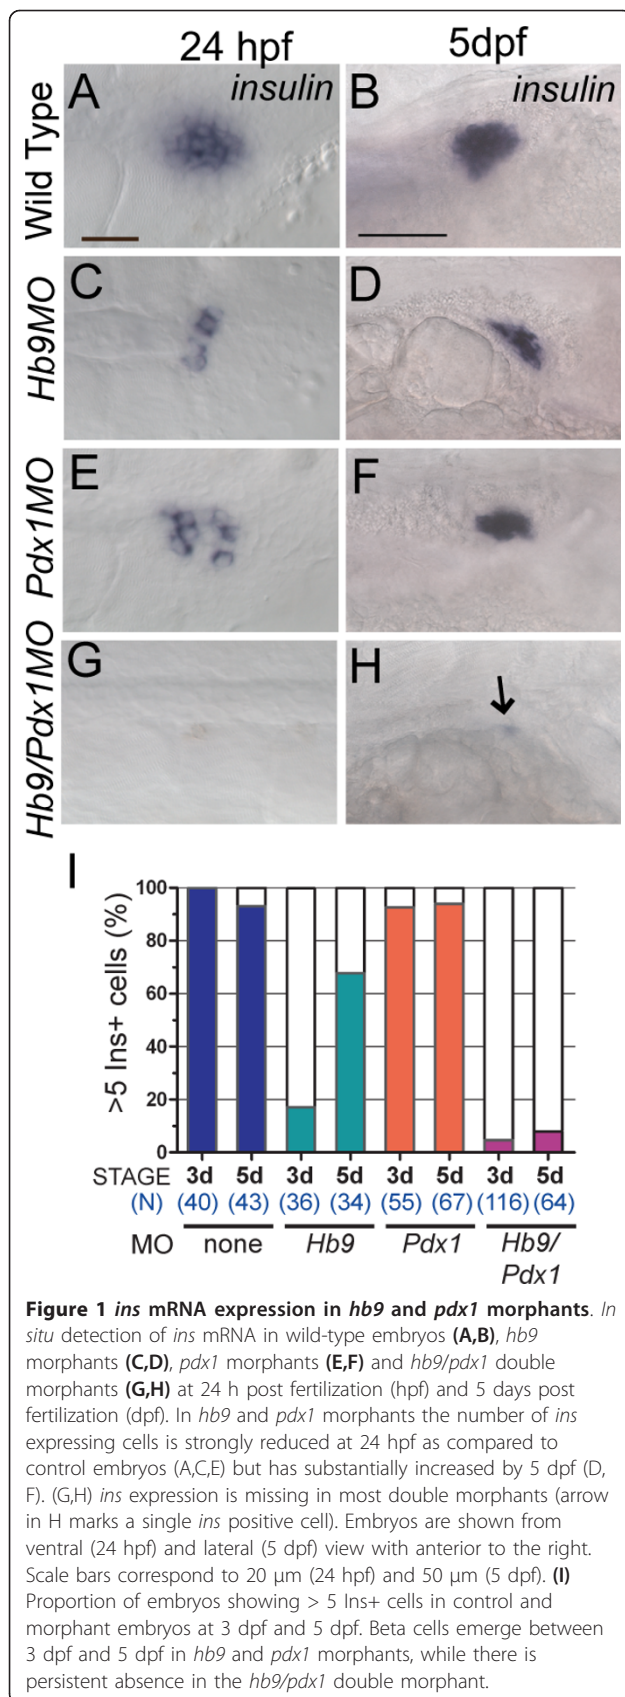 24 hpf 5dpf
Wild Type
A insulin B insulin
Hb9MO
C D
Pdx1MO
E F
Hb9/Pdx1MO
G H
I
>5 Ins+ cells (%)
100
80
60
40
20
0
STAGE 3d 5d 3d 5d 3d 5d 3d 5d
(N) (40) (43) (36) (34) (55) (67) (116) (64)
MO none Hb9 Pdx1 Hb9/
Pdx1
Figure 1 ins mRNA expression in hb9 and pdx1 morphants. In
situ detection of ins mRNA in wild-type embryos (A,B), hb9
morphants (C,D), pdx1 morphants (E,F) and hb9/pdx1 double
morphants (G,H) at 24 h post fertilization (hpf) and 5 days post
fertilization (dpf). In hb9 and pdx1 morphants the number of ins
expressing cells is strongly reduced at 24 hpf as compared to
control embryos (A,C,E) but has substantially increased by 5 dpf (D,
F). (G,H) ins expression is missing in most double morphants (arrow
in H marks a single ins positive cell). Embryos are shown from
ventral (24 hpf) and lateral (5 dpf) view with anterior to the right.
Scale bars correspond to 20 μm (24 hpf) and 50 μm (5 dpf). (I)
Proportion of embryos showing > 5 Ins+ cells in control and
morphant embryos at 3 dpf and 5 dpf. Beta cells emerge between
3 dpf and 5 dpf in hb9 and pdx1 morphants, while there is
persistent absence in the hb9/pdx1 double morphant.